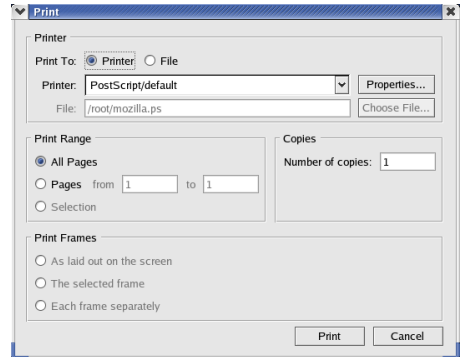 Print
Printer
Print To: Printer File
Printer: PostScript/default Properties...
File: /root/mozilla.ps Choose File...
Print Range
All Pages
Pages from 1 to 1
Selection
Copies
Number of copies: 1
Print Frames
As laid out on the screen
The selected frame
Each frame separately
Print Cancel